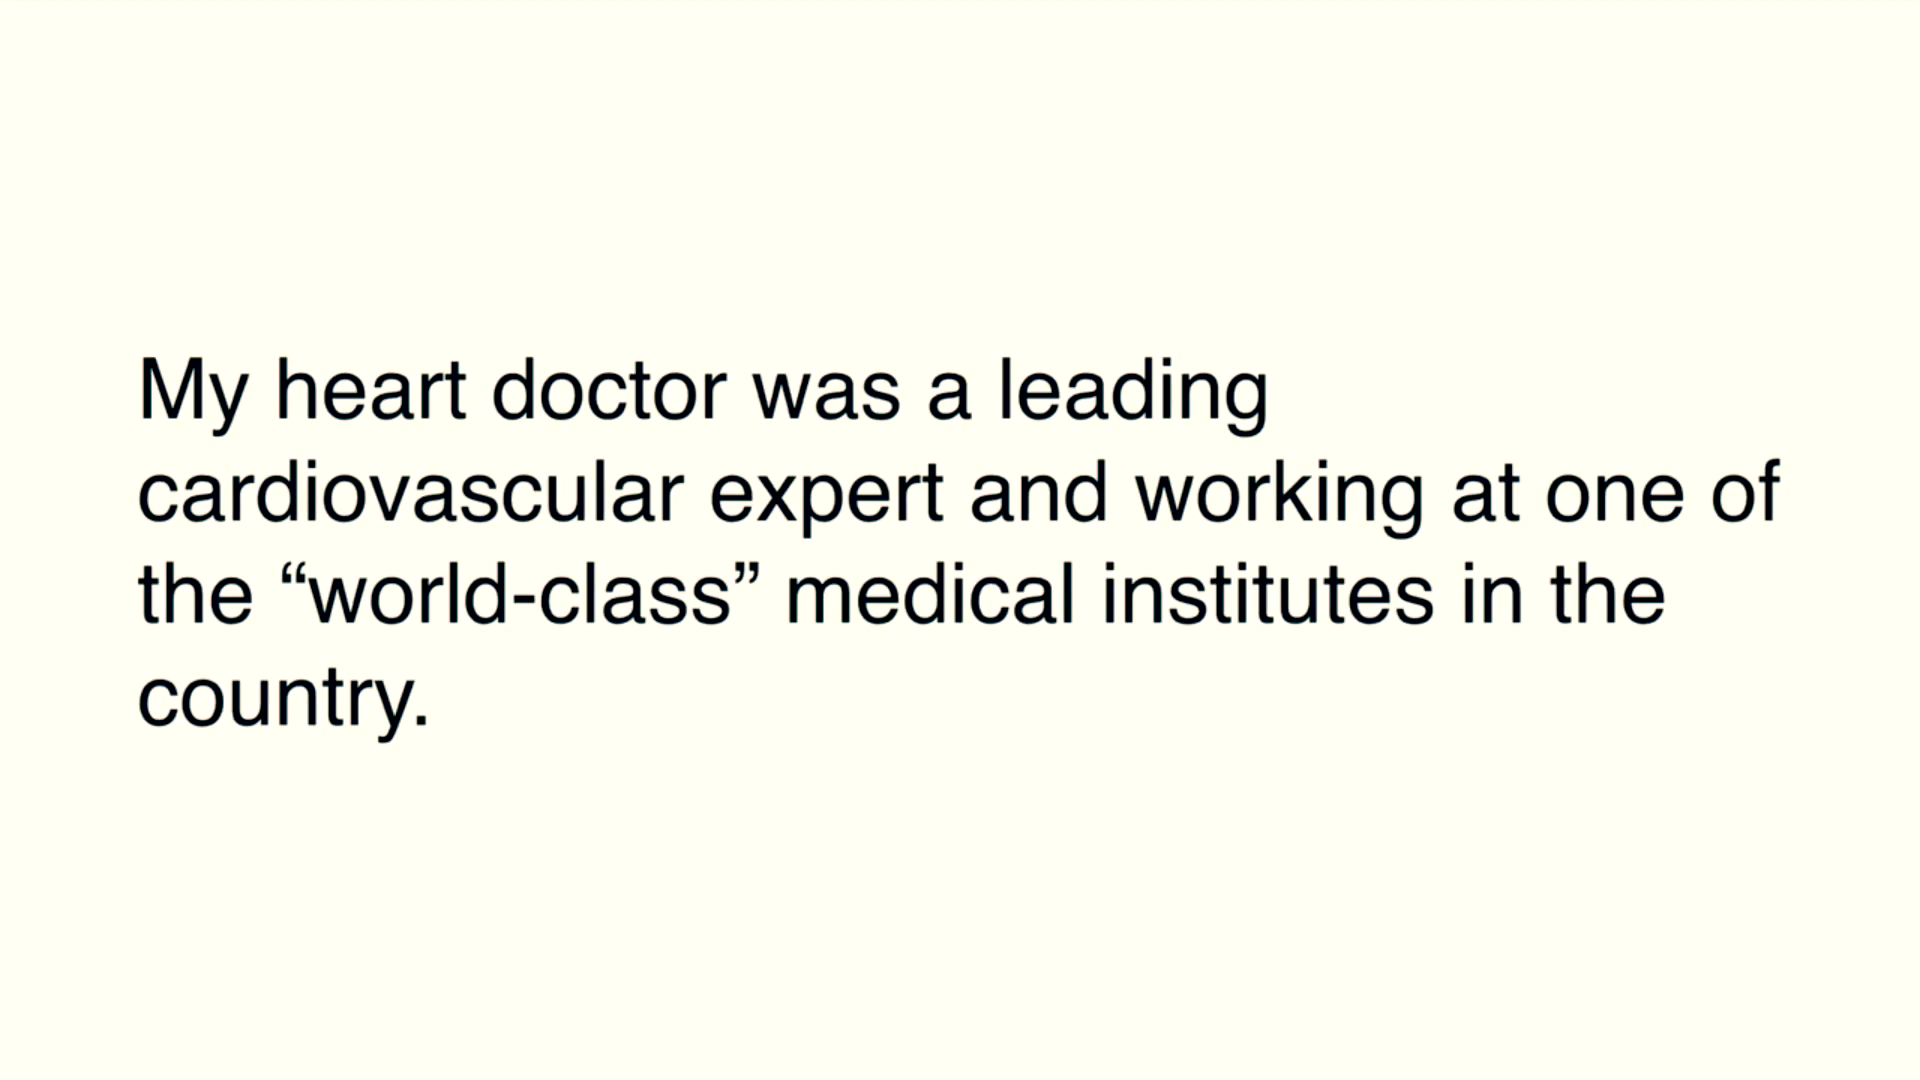 My heart doctor was a leading
cardiovascular expert and working at one of
the “world-class” medical institutes in the
country.